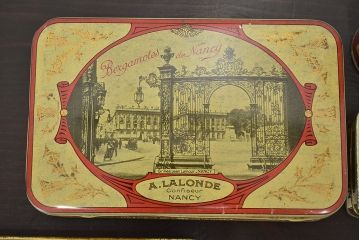 Bergamotes de Nancy
A. LALONDE
Confiseur
NANCY